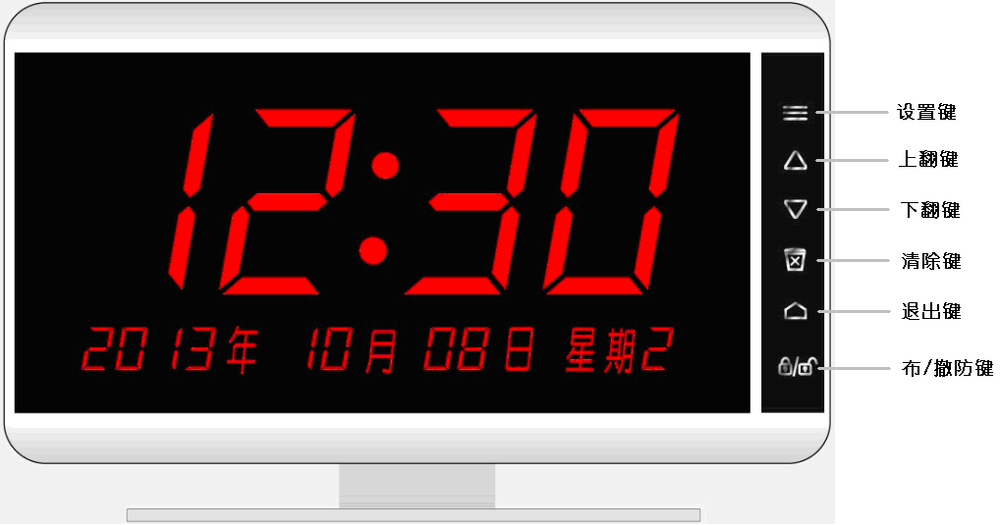 12:30
2013年 10月 08日 星期2
设置键
上翻键
下翻键
清除键
退出键
布/撤防键